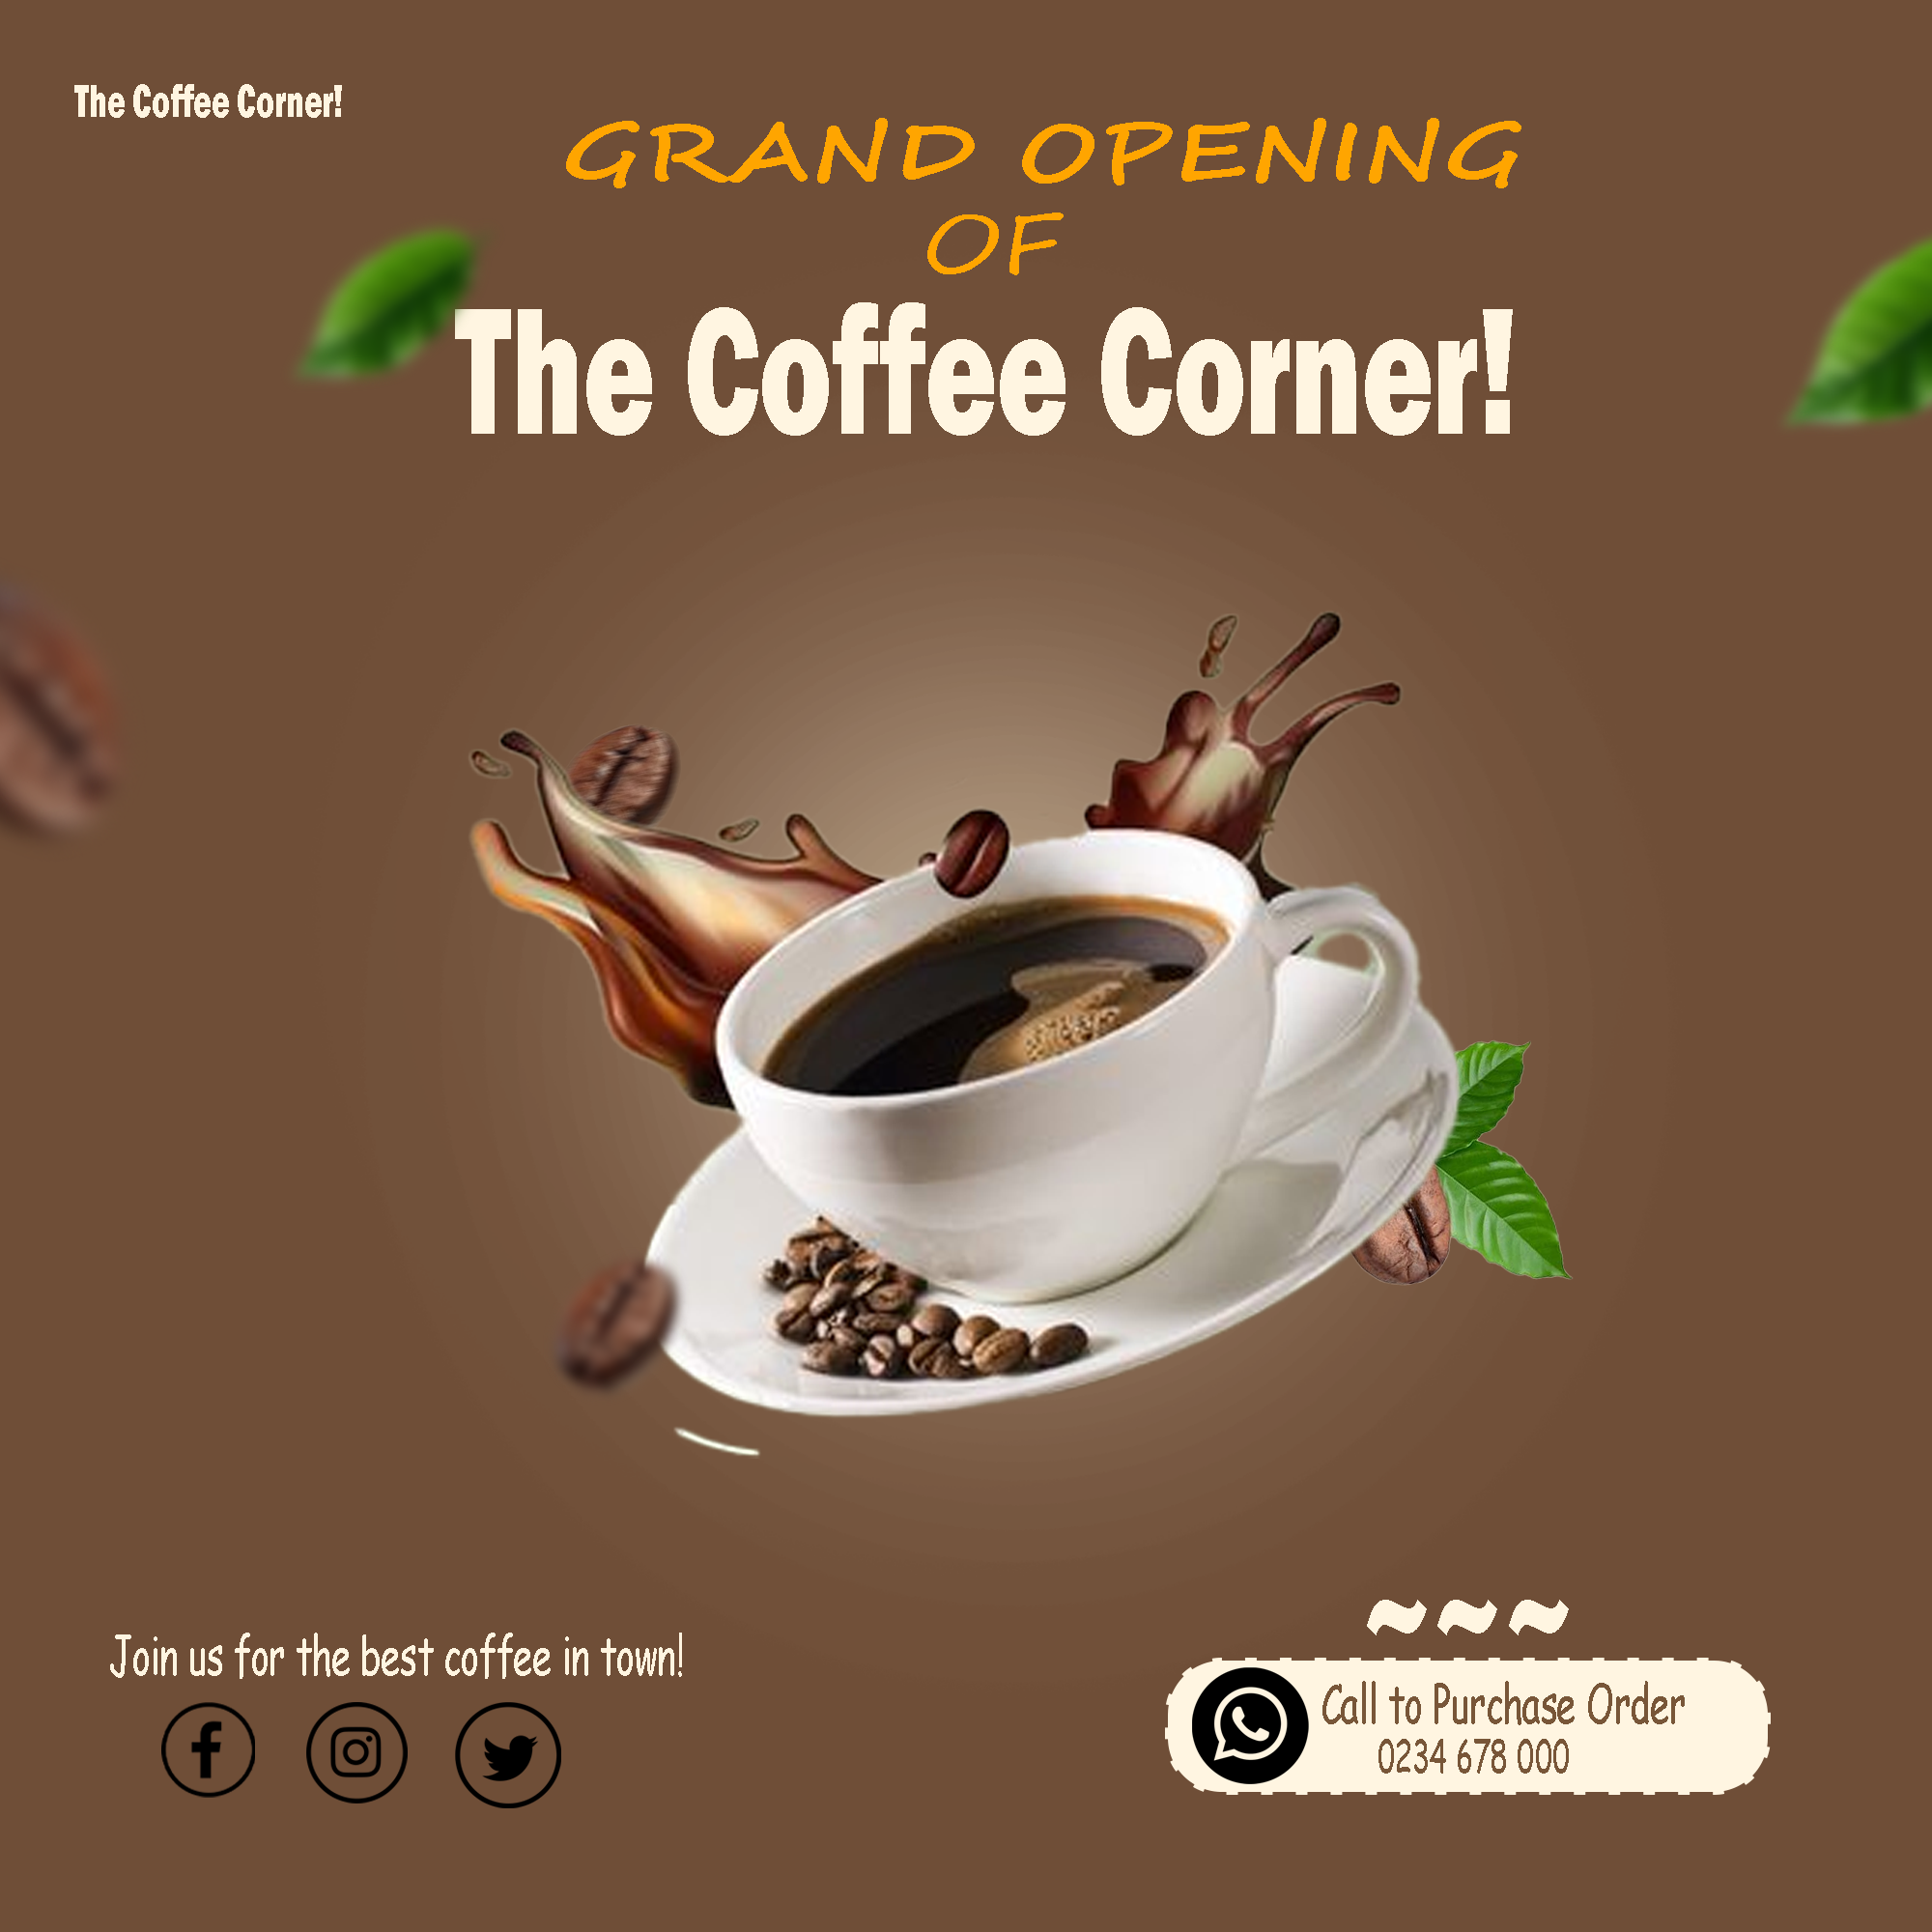 The Coffee Corner!
GRAND OPENING
OF
The Coffee Corner!
Join us for the best coffee in town!
~~~
Call to Purchase Order
0234 678 000